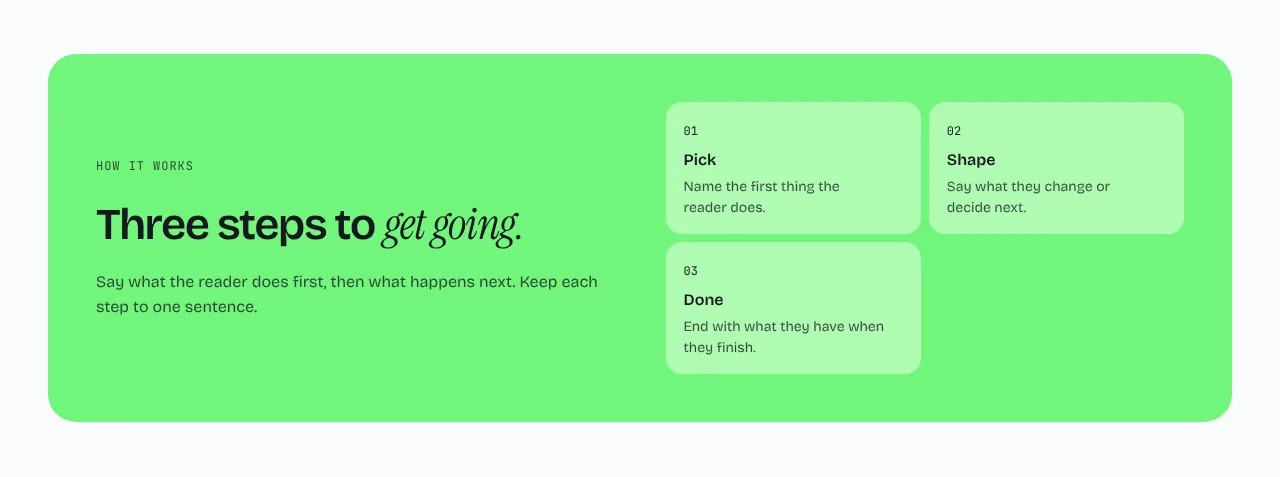 HOW IT WORKS
Three steps to get going.
Say what the reader does first, then what happens next. Keep each
step to one sentence.
01
Pick
Name the first thing the
reader does.
02
Shape
Say what they change or
decide next.
03
Done
End with what they have when
they finish.